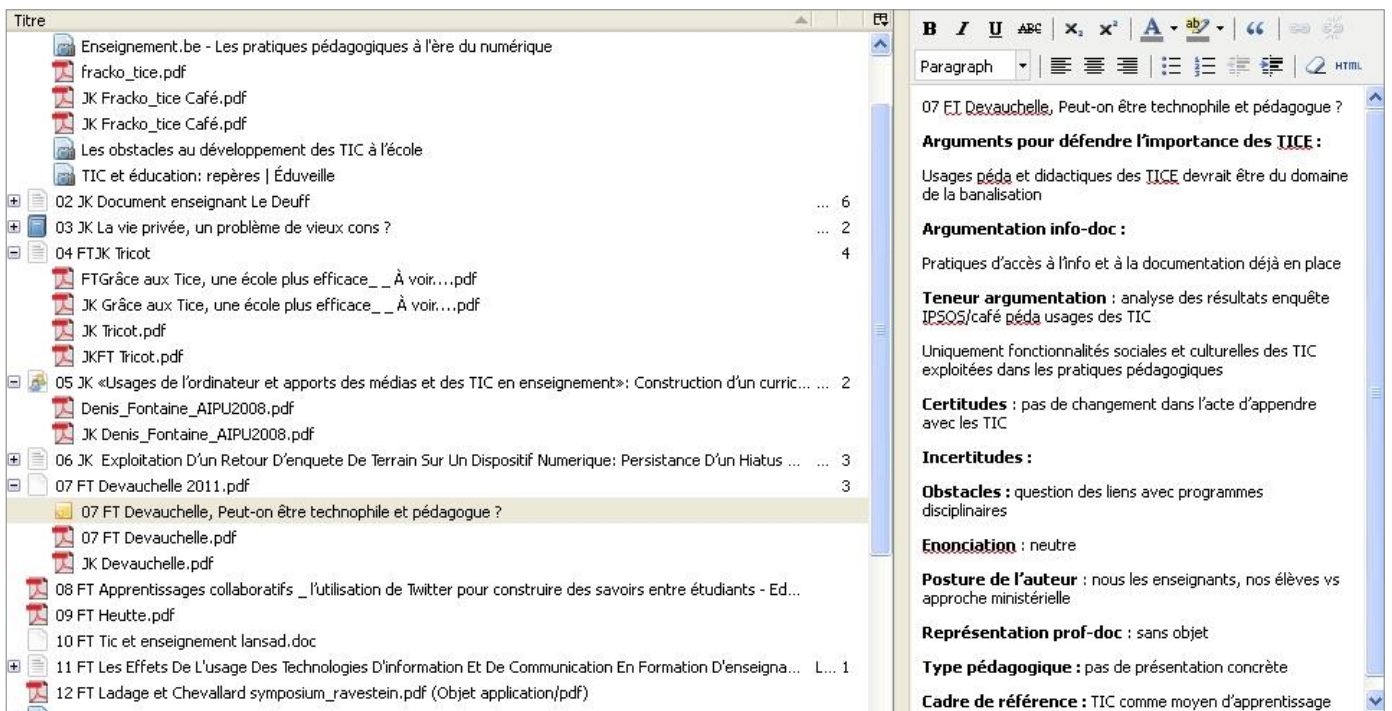 Titre
Enseignement.be - Les pratiques pédagogiques à l'ère du numérique
fracko_tice.pdf
JK Fracko_tice Café.pdf
JK Fracko_tice Café.pdf
Les obstacles au développement des TIC à l'école
TIC et éducation: repères | Éduveille
02 JK Document enseignant Le Deuff ... 6
03 JK La vie privée, un problème de vieux cons ? ... 2
04 FTJK Tricot 4
FTGrâce aux Tice, une école plus efficace_ _ À voir....pdf
JK Grâce aux Tice, une école plus efficace_ _ À voir....pdf
JK Tricot.pdf
JKFT Tricot.pdf
05 JK «Usages de l'ordinateur et apports des médias et des TIC en enseignement»: Construction d'un curric... ... 2
Denis_Fontaine_AIPU2008.pdf
JK Denis_Fontaine_AIPU2008.pdf
06 JK Exploitation D'un Retour D'enquete De Terrain Sur Un Dispositif Numerique: Persistance D'un Hiatus ... ... 3
07 FT Devauchelle 2011.pdf 3
07 FT Devauchelle, Peut-on être technophile et pédagogue ?
07 FT Devauchelle.pdf
JK Devauchelle.pdf
08 FT Apprentissages collaboratifs _ l'utilisation de Twitter pour construire des savoirs entre étudiants - Ed...
09 FT Heutte.pdf
10 FT Tic et enseignement lansad.doc
11 FT Les Effets De L'usage Des Technologies D'information Et De Communication En Formation D'enseigna... L... 1
12 FT Ladage et Chevallard symposium_ravestein.pdf (Objet application/pdf)
B I U ABC x₂ x² A ab “
Paragraph HTML
07 FT Devauchelle, Peut-on être technophile et pédagogue ?
Arguments pour défendre l'importance des TICE :
Usages péda et didactiques des TICE devrait être du domaine
de la banalisation
Argumentation info-doc :
Pratiques d'accès à l'info et à la documentation déjà en place
Teneur argumentation : analyse des résultats enquête
IPSOS/café péda usages des TIC
Uniquement fonctionnalités sociales et culturelles des TIC
exploitées dans les pratiques pédagogiques
Certitudes : pas de changement dans l'acte d'appendre
avec les TIC
Incertitudes :
Obstacles : question des liens avec programmes
disciplinaires
Enonciation : neutre
Posture de l'auteur : nous les enseignants, nos élèves vs
approche ministérielle
Représentation prof-doc : sans objet
Type pédagogique : pas de présentation concrète
Cadre de référence : TIC comme moyen d'apprentissage